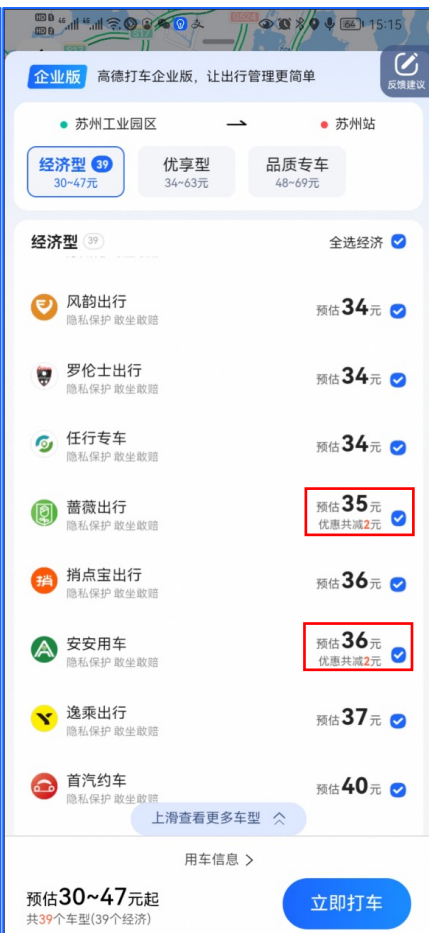 64 15:15
企业版 高德打车企业版，让出行管理更简单
反馈建议
苏州工业园区 → 苏州站
经济型 39 优享型 品质专车
30~47元 34~63元 48~69元
经济型 39 全选经济
风韵出行 预估34元
隐私保护 敢坐敢赔
罗伦士出行 预估34元
隐私保护 敢坐敢赔
任行专车 预估34元
隐私保护 敢坐敢赔
蔷薇出行 预估35元
隐私保护 敢坐敢赔 优惠共减2元
捎
捎点宝出行 预估36元
隐私保护 敢坐敢赔
安安用车 预估36元
隐私保护 敢坐敢赔 优惠共减2元
逸乘出行 预估37元
隐私保护 敢坐敢赔
首汽约车 预估40元
隐私保护 敢坐敢赔
上滑查看更多车型
用车信息 >
预估30~47元起 立即打车
共39个车型(39个经济)